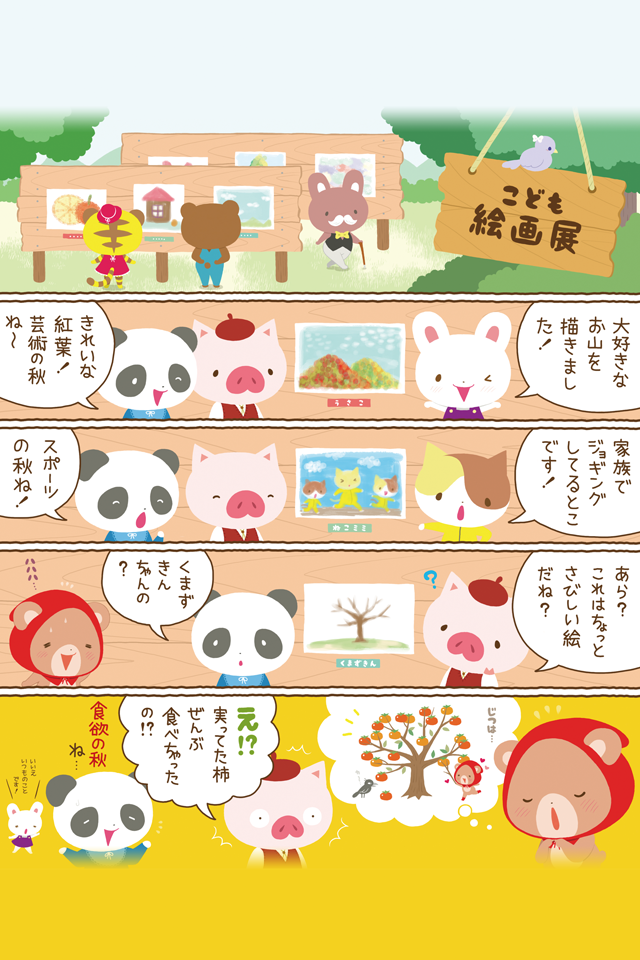 こども
絵画展
大好きな
お山を
描きまし
た！
きれいな
紅葉！
芸術の秋
ね～
うさこ
家族で
ジョギング
してるとこ
です！
スポーツ
の秋ね！
ねこミミ
あら？
これはちょっと
さびしい絵
だね？
くまず
きん
ちゃんの
？
くまずきん
じつは…
元!?
実ってた柿
ぜんぶ
食べちゃった
の!?
食欲の秋
ね…
いいえ
いつものこと
です！